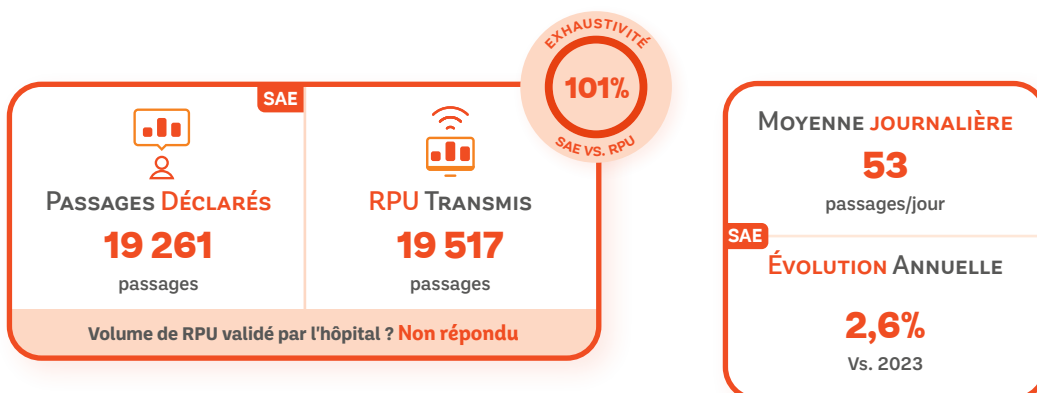 EXHAUSTIVITÉ
101%
SAE VS. RPU
SAE
PASSAGES DÉCLARÉS
19 261
passages
RPU TRANSMIS
19 517
passages
Volume de RPU validé par l'hôpital ? Non répondu
MOYENNE JOURNALIÈRE
53
passages/jour
SAE
ÉVOLUTION ANNUELLE
2,6%
Vs. 2023